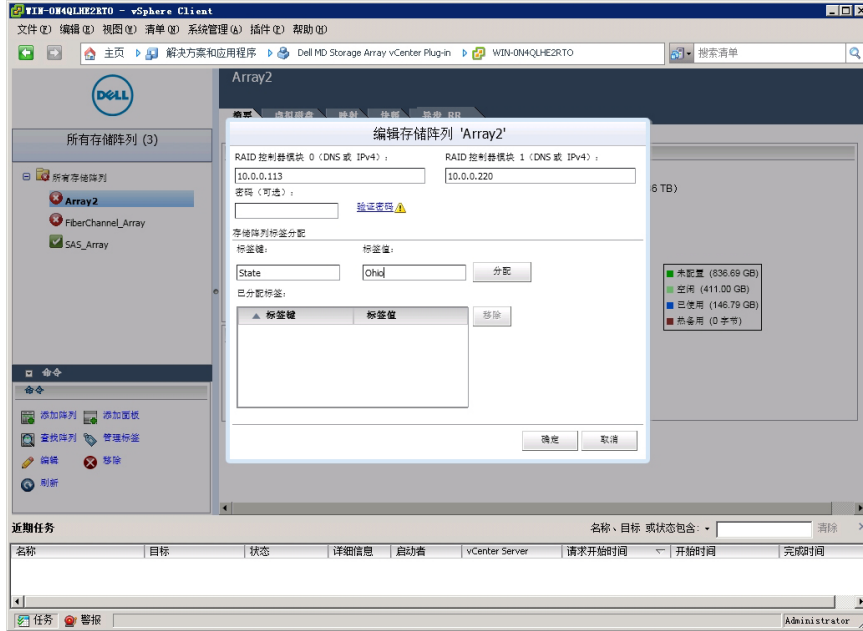 WIN-0N4QLHE2RTO - vSphere Client
文件(F) 编辑(E) 视图(V) 清单(N) 系统管理(A) 插件(P) 帮助(H)
主页 解决方案和应用程序 Dell MD Storage Array vCenter Plug-in WIN-0N4QLHE2RTO 搜索清单
DELL
Array2
摘要 虚拟磁盘 映射 快照
所有存储阵列 (3)
所有存储阵列
Array2
FiberChannel_Array
SAS_Array
编辑存储阵列 'Array2'
RAID 控制器模块 0 (DNS 或 IPv4) : RAID 控制器模块 1 (DNS 或 IPv4) :
10.0.0.113 10.0.0.220
密码 (可选) :
验证密码
存储阵列标签分配
标签键: 标签值:
State Ohio 分配
已分配标签:
标签键 标签值 移除
确定 取消
6 TB)
未配置 (836.69 GB)
空闲 (411.00 GB)
已使用 (146.79 GB)
热备用 (0 字节)
命令
命令
添加阵列 添加面板
查找阵列 管理标签
编辑 移除
刷新
近期任务 名称、目标 或状态包含: 清除
名称 目标 状态 详细信息 启动者 vCenter Server 请求开始时间 开始时间 完成时间
任务 警报 Administrator